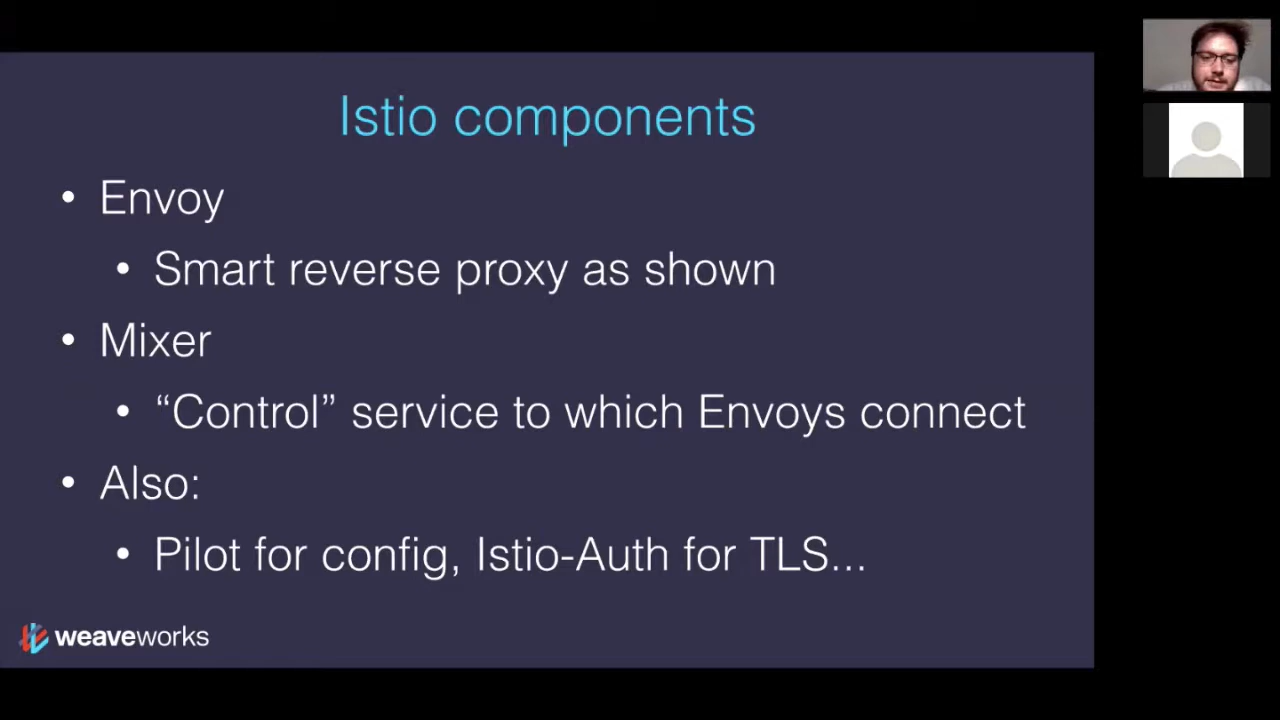 Istio components
• Envoy
• Smart reverse proxy as shown
• Mixer
• “Control” service to which Envoys connect
• Also:
• Pilot for config, Istio-Auth for TLS...
weaveworks